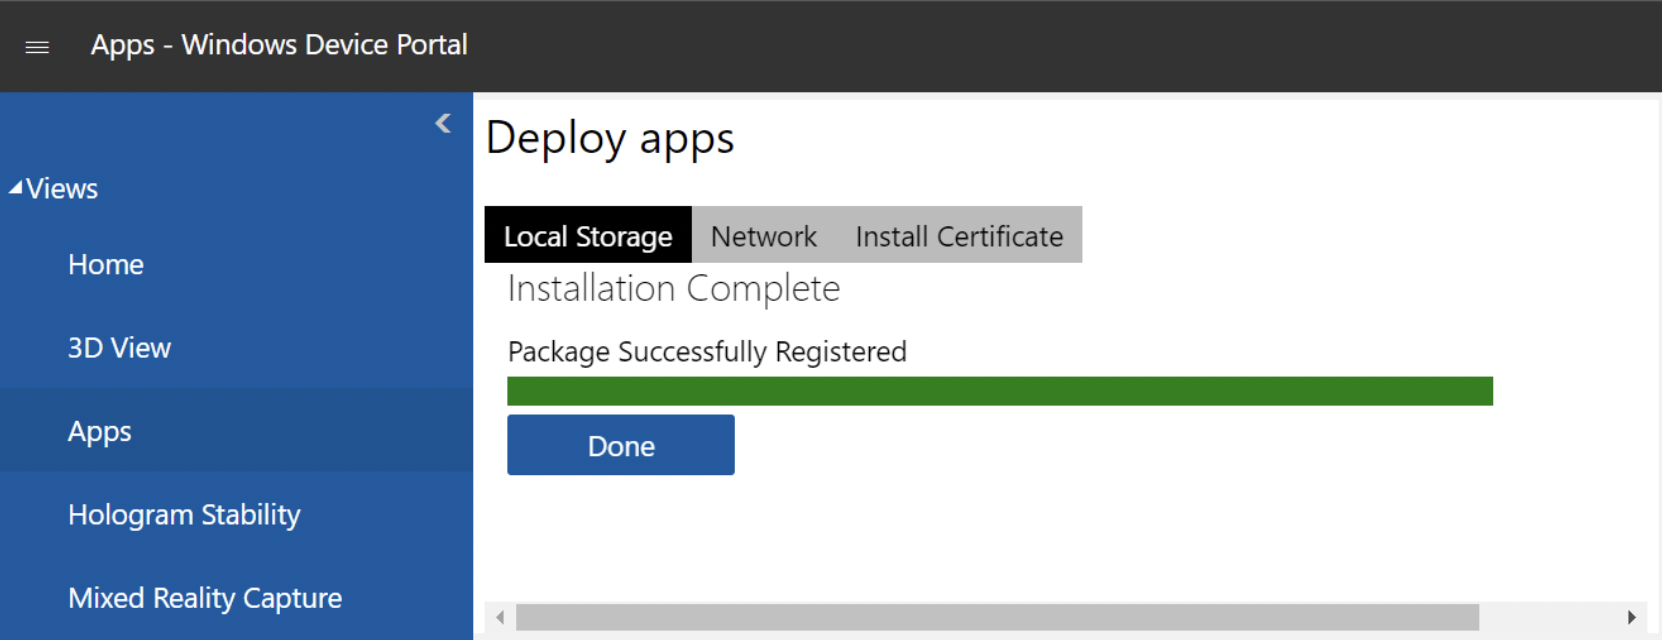 Apps - Windows Device Portal
Views
Home
3D View
Apps
Hologram Stability
Mixed Reality Capture
Deploy apps
Local Storage Network Install Certificate
Installation Complete
Package Successfully Registered
Done